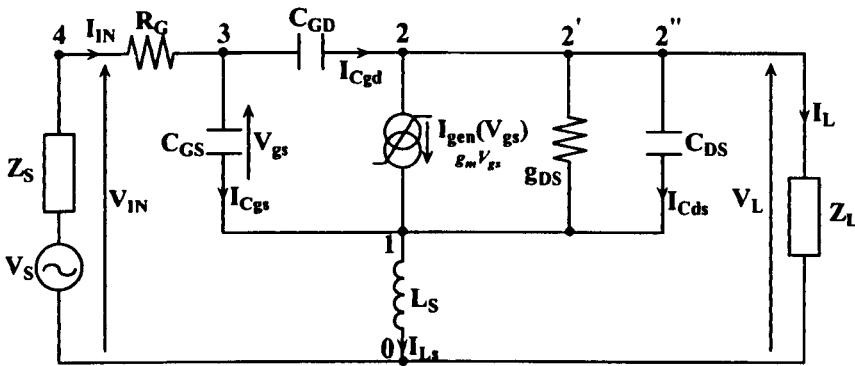 C_GD
4 I_IN R_G 3 2 2' 2''
I_Cgd
I_L
C_GS V_gs I_gen(V_gs) C_DS
g_m V_gs
Z_S g_DS
V_IN I_Cgs I_Cds V_L Z_L
V_S 1
L_S
0 I_Ls